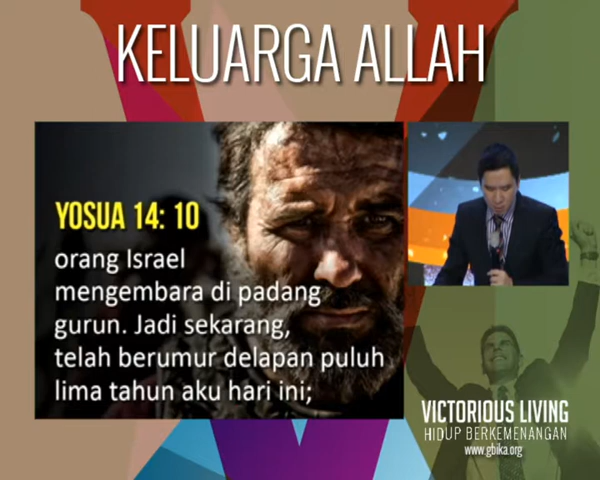 KELUARGA ALLAH
YOSUA 14: 10
orang Israel
mengembara di padang
gurun. Jadi sekarang,
telah berumur delapan puluh
lima tahun aku hari ini;
VICTORIOUS LIVING
HIDUP BERKEMENANGAN
www.gbika.org